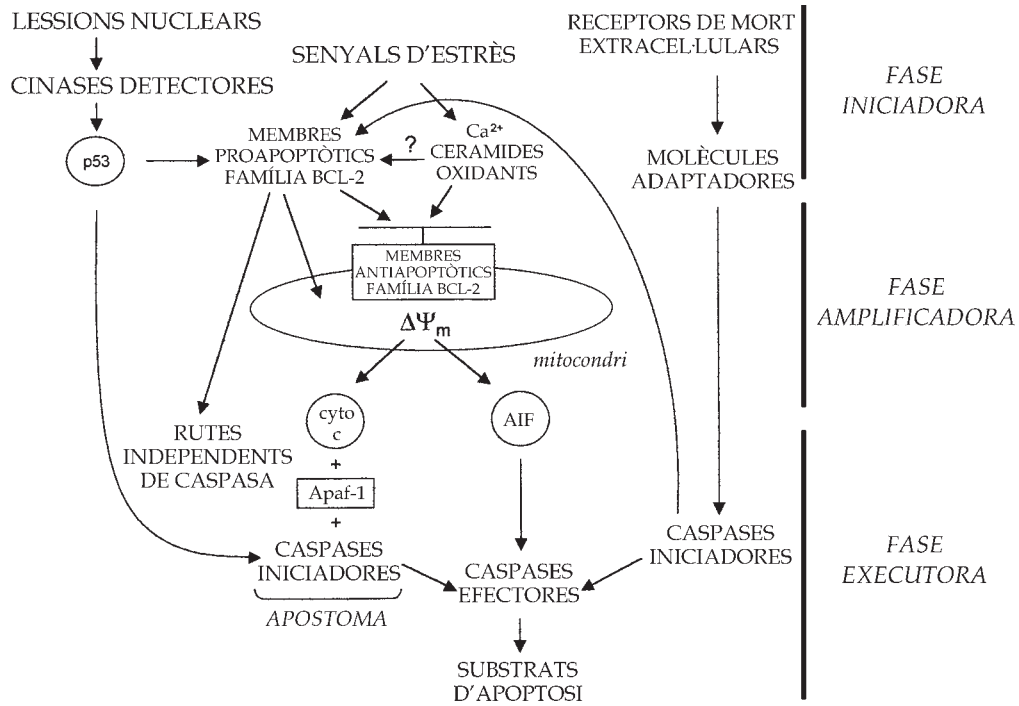 LESSIONS NUCLEARS
CINASES DETECTORES
p53
SENYALS D'ESTRÈS
RECEPTORS DE MORT
EXTRACEL·LULARS
FASE
INICIADORA
MEMBRES
PROAPOPTÒTICS
FAMÍLIA BCL-2
?
Ca²⁺
CERAMIDES
OXIDANTS
MOLÈCULES
ADAPTADORES
MEMBRES
ANTIAPOPTÒTICS
FAMÍLIA BCL-2
ΔΨm
mitocondri
FASE
AMPLIFICADORA
RUTES
INDEPENDENTS
DE CASPASA
cyto
c
+
Apaf-1
+
CASPASES
INICIADORES
APOSTOMA
AIF
CASPASES
EFECTORES
SUBSTRATS
D'APOPTOSI
CASPASES
INICIADORES
FASE
EXECUTORA